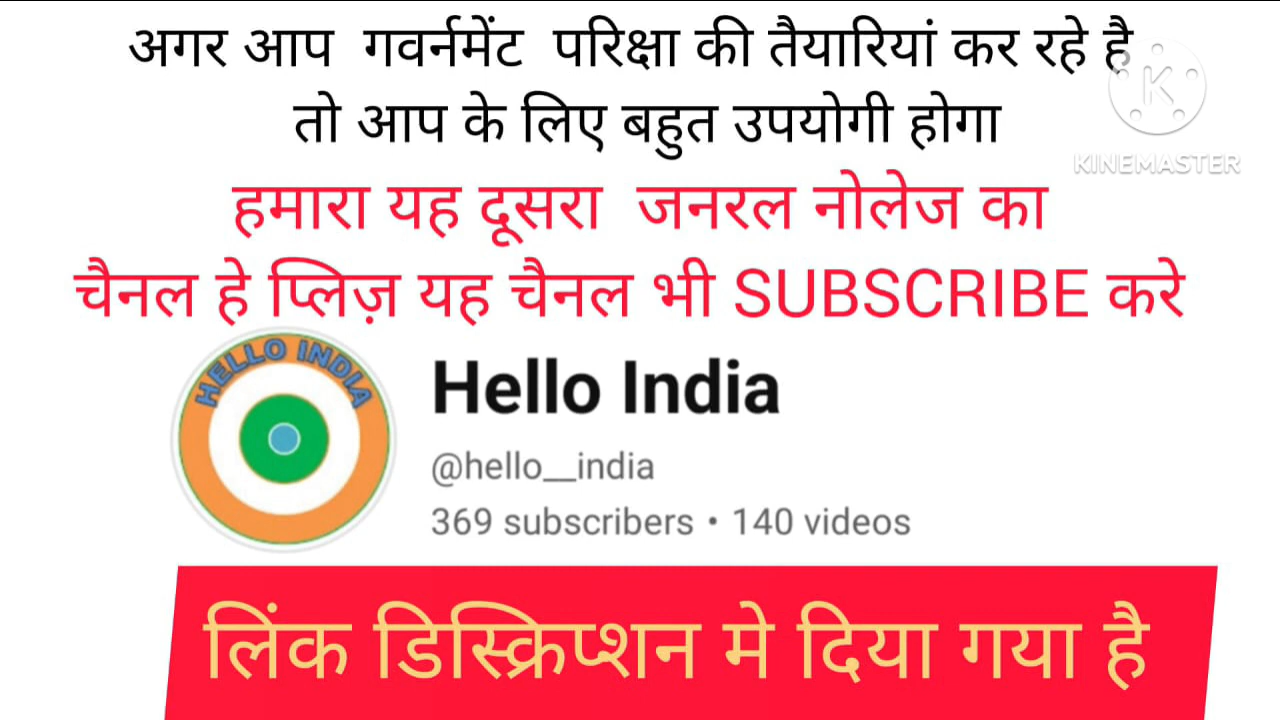 अगर आप गवर्नमेंट परिक्षा की तैयारियां कर रहे है
तो आप के लिए बहुत उपयोगी होगा
हमारा यह दूसरा जनरल नोलेज का
चैनल हे प्लिज़ यह चैनल भी SUBSCRIBE करे
HELLO INDIA
Hello India
@hello__india
369 subscribers • 140 videos
लिंक डिस्क्रिप्शन मे दिया गया है
K
KINEMASTER